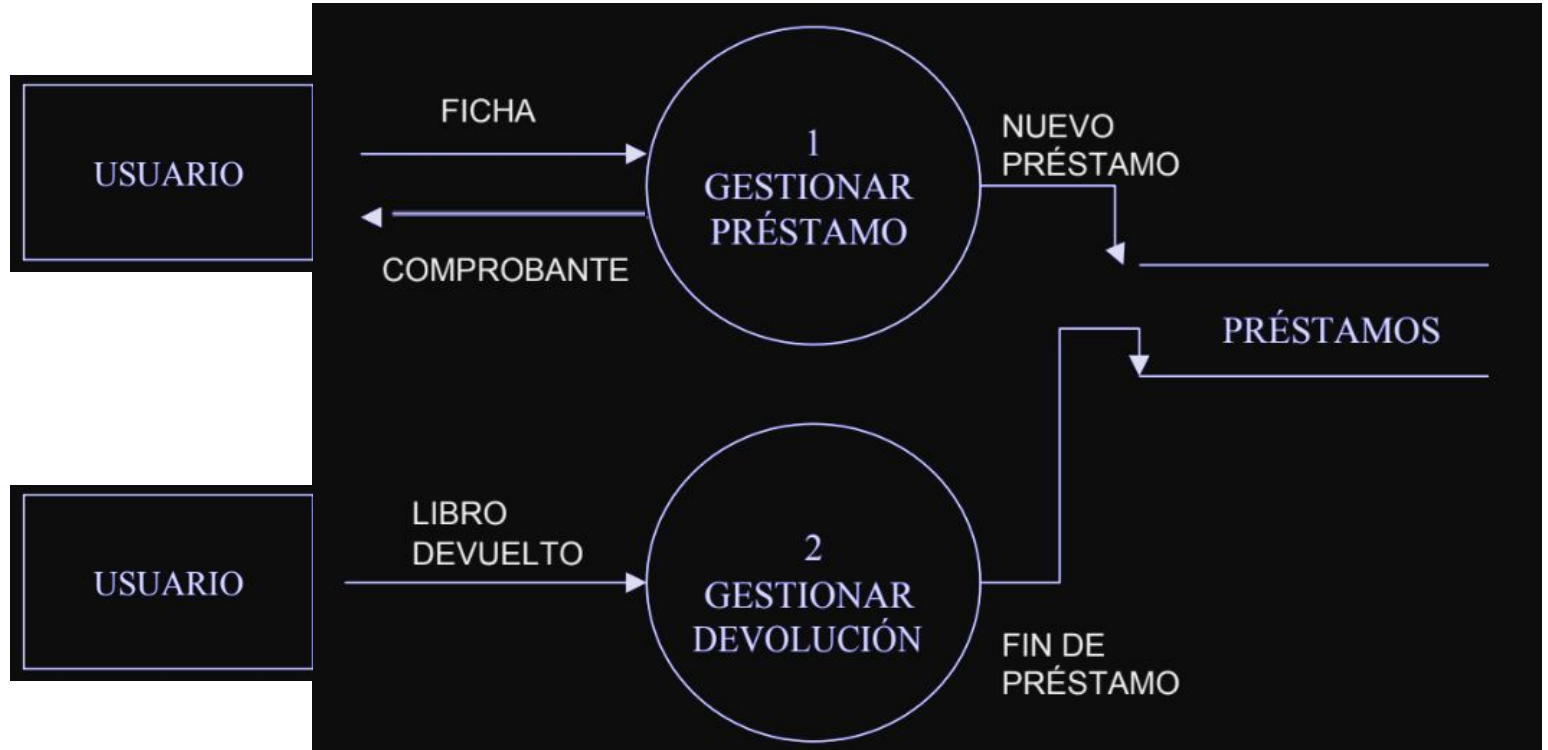 USUARIO
FICHA
COMPROBANTE
1
GESTIONAR
PRÉSTAMO
NUEVO
PRÉSTAMO
PRÉSTAMOS
USUARIO
LIBRO
DEVUELTO
2
GESTIONAR
DEVOLUCIÓN
FIN DE
PRÉSTAMO